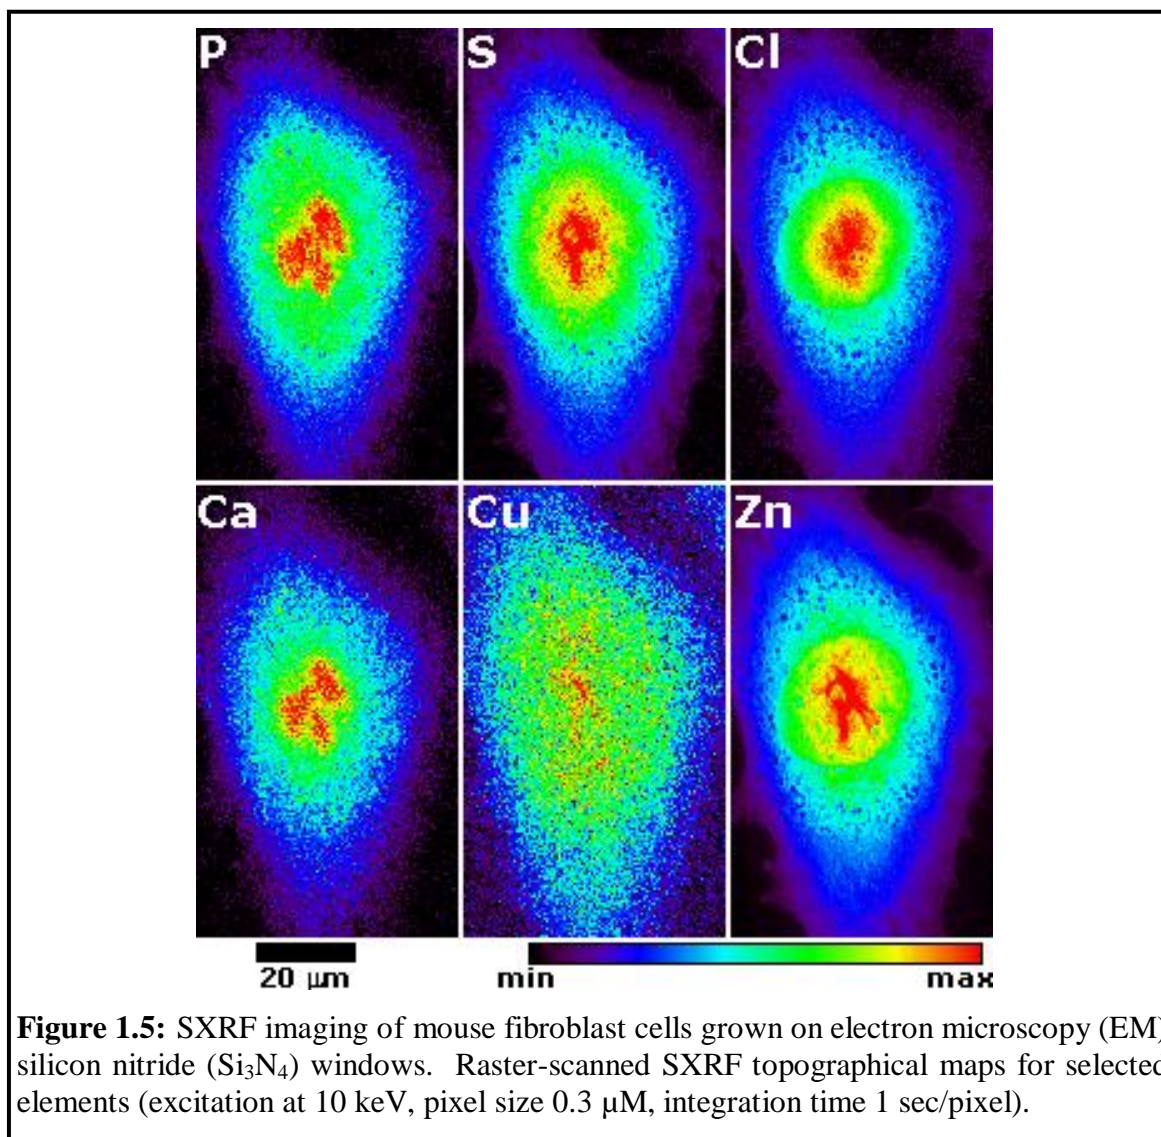 P S Cl
Ca Cu Zn
20 µm min max
Figure 1.5: SXRF imaging of mouse fibroblast cells grown on electron microscopy (EM)
silicon nitride (Si₃N₄) windows. Raster-scanned SXRF topographical maps for selected
elements (excitation at 10 keV, pixel size 0.3 µM, integration time 1 sec/pixel).